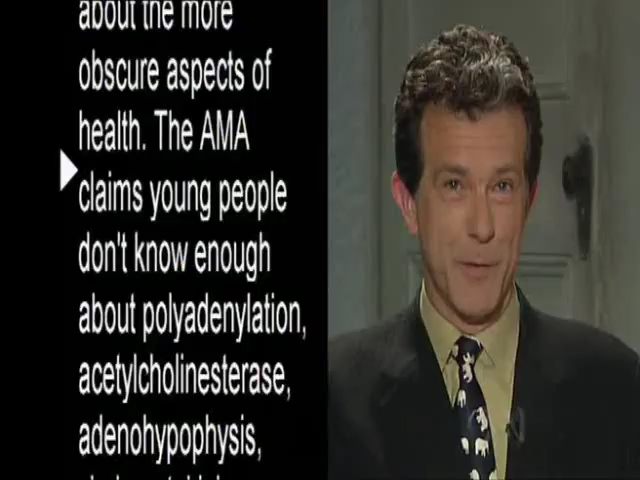 about the more
obscure aspects of
health. The AMA
claims young people
don't know enough
about polyadenylation,
acetylcholinesterase,
adenohypophysis,